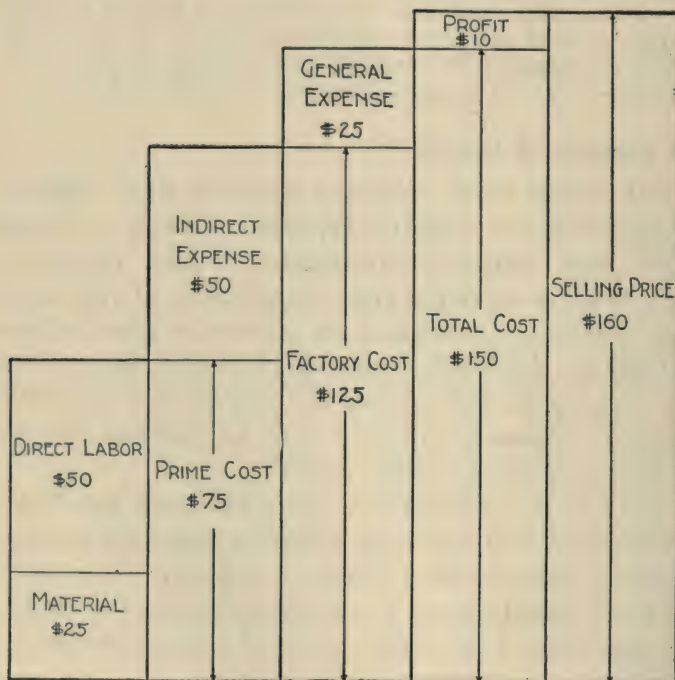 PROFIT
$10
GENERAL
EXPENSE
$25
INDIRECT
EXPENSE
$50
SELLING PRICE
$160
TOTAL COST
$150
FACTORY COST
$125
DIRECT LABOR
$50
PRIME COST
$75
MATERIAL
$25